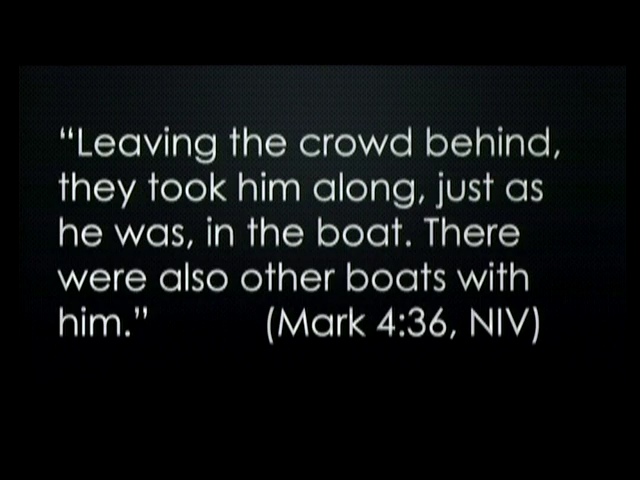 “Leaving the crowd behind,
they took him along, just as
he was, in the boat. There
were also other boats with
him.” (Mark 4:36, NIV)